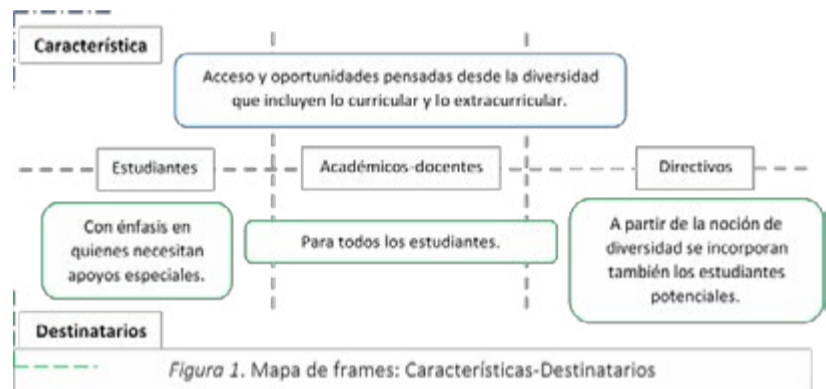 Característica
Acceso y oportunidades pensadas desde la diversidad
que incluyen lo curricular y lo extracurricular.
Estudiantes
Académicos-docentes
Directivos
Con énfasis en
quienes necesitan
apoyos especiales.
Para todos los estudiantes.
A partir de la noción de
diversidad se incorporan
también los estudiantes
potenciales.
Destinatarios
Figura 1. Mapa de frames: Características-Destinatarios